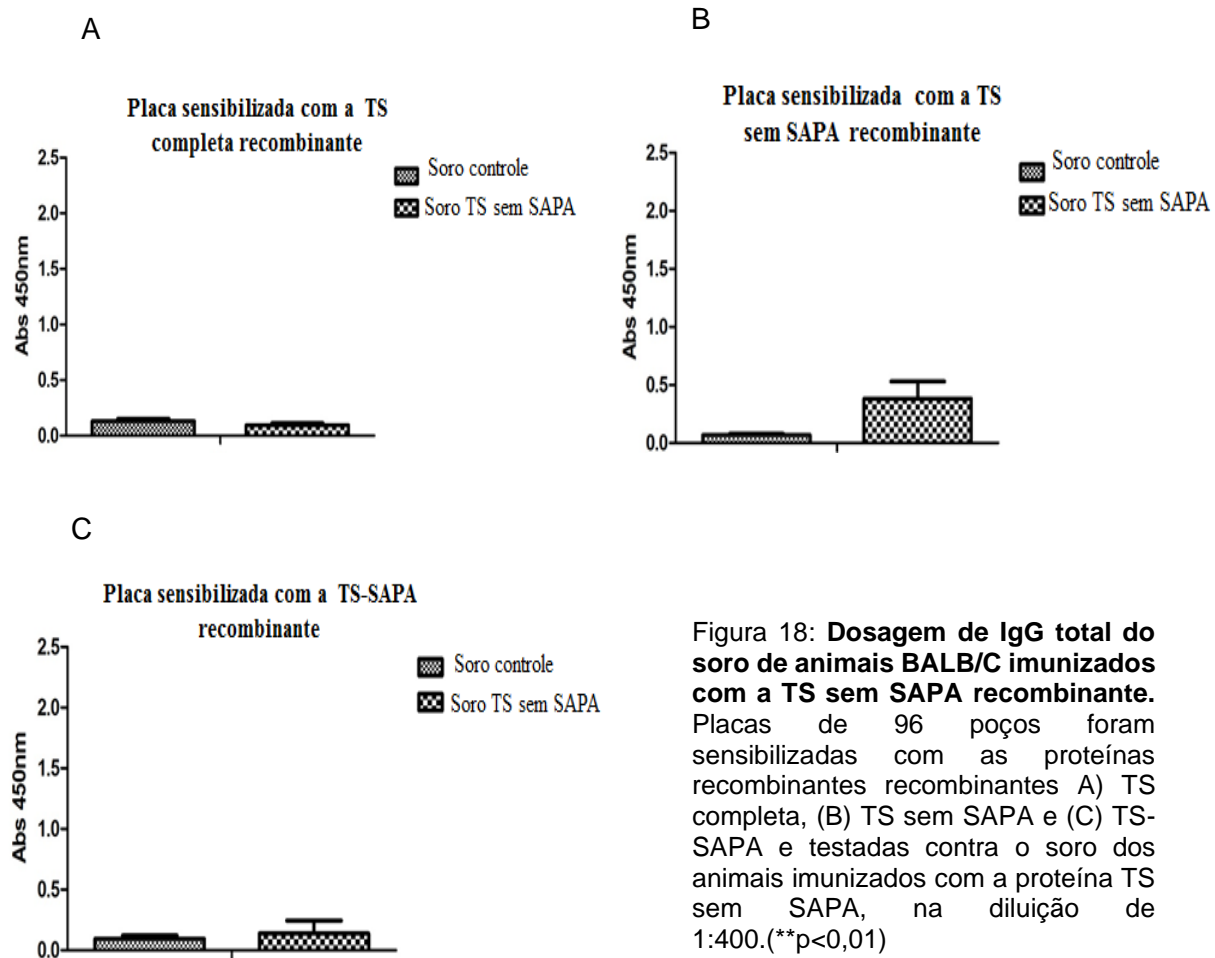 A
Placa sensibilizada com a TS
completa recombinante
2.5
2.0
1.5
1.0
0.5
0.0
Abs 450nm
Soro controle
Soro TS sem SAPA
B
Placa sensibilizada com a TS
sem SAPA recombinante
2.5
2.0
1.5
1.0
0.5
0.0
Abs 450nm
Soro controle
Soro TS sem SAPA
C
Placa sensibilizada com a TS-SAPA
recombinante
2.5
2.0
1.5
1.0
0.5
0.0
Abs 450nm
Soro controle
Soro TS sem SAPA
Figura 18: Dosagem de IgG total do
soro de animais BALB/C imunizados
com a TS sem SAPA recombinante.
Placas de 96 poços foram
sensibilizadas com as proteínas
recombinantes recombinantes A) TS
completa, (B) TS sem SAPA e (C) TS-
SAPA e testadas contra o soro dos
animais imunizados com a proteína TS
sem SAPA, na diluição de
1:400.(**p<0,01)